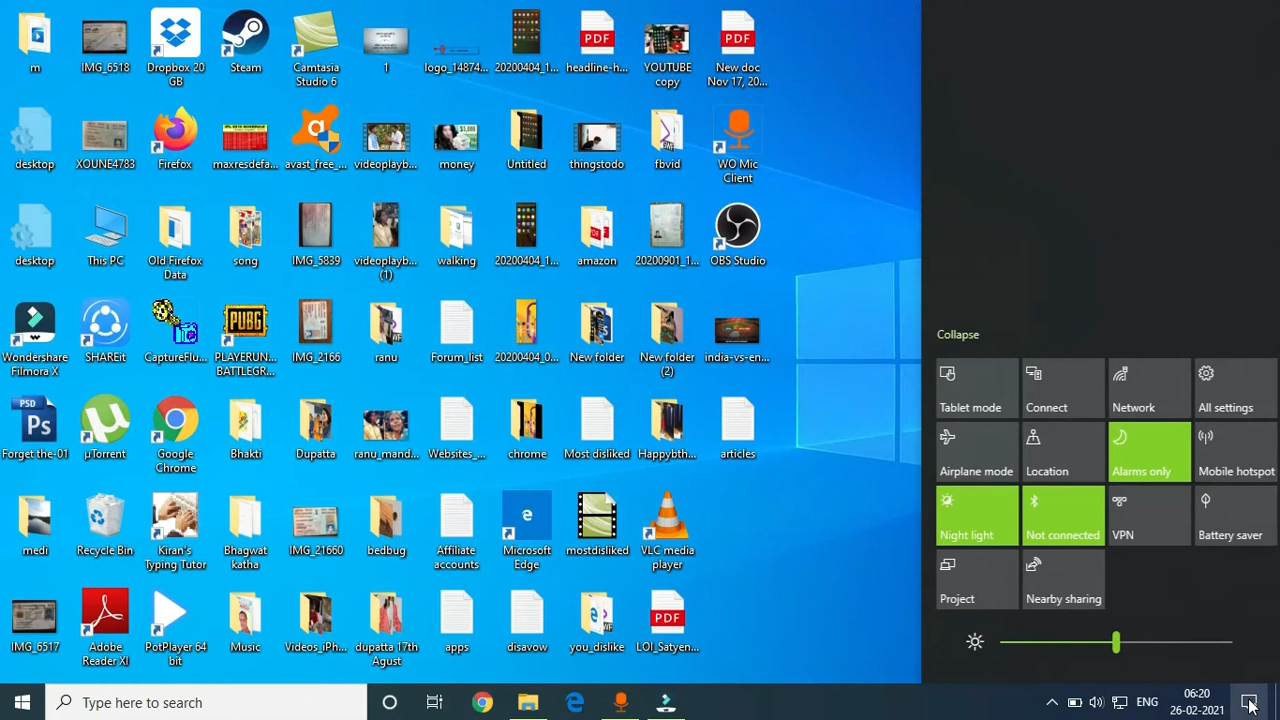 m
IMG_6518
Dropbox 20
GB
Steam
Camtasia
Studio 6
1
logo_14874...
20200404_1...
headline-h...
YOUTUBE
copy
New doc
Nov 17, 20...
desktop
XOUNE4783
Firefox
maxresdefa...
avast_free_...
videoplayb...
money
Untitled
thingstodo
fbvid
WO Mic
Client
desktop
This PC
Old Firefox
Data
song
IMG_5839
videoplayb...
(1)
walking
20200404_1...
amazon
20200901_1...
OBS Studio
Wondershare
Filmora X
SHAREit
CaptureFlu...
PLAYERUN...
BATTLEGR...
IMG_2166
ranu
Forum_list
20200404_0...
New folder
New folder
(2)
india-vs-en...
Forget the-01
µTorrent
Google
Chrome
Bhakti
Dupatta
ranu_mand...
Websites_...
chrome
Most disliked
Happybth...
articles
medi
Recycle Bin
Kiran's
Typing Tutor
Bhagwat
katha
IMG_21660
bedbug
Affiliate
accounts
Microsoft
Edge
mostdisliked
VLC media
player
IMG_6517
Adobe
Reader XI
PotPlayer 64
bit
Music
Videos_iPh...
dupatta 17th
Agust
apps
disavow
you_dislike
LOI_Satyen...
PDF
PDF
PUBG
PSD
Ps
PDF
Collapse
Tablet mode
Connect
Network
All settings
Airplane mode
Location
Alarms only
Mobile hotspot
Night light
Not connected
VPN
Battery saver
Project
Nearby sharing
Type here to search
ENG
06:20
26-02-2021